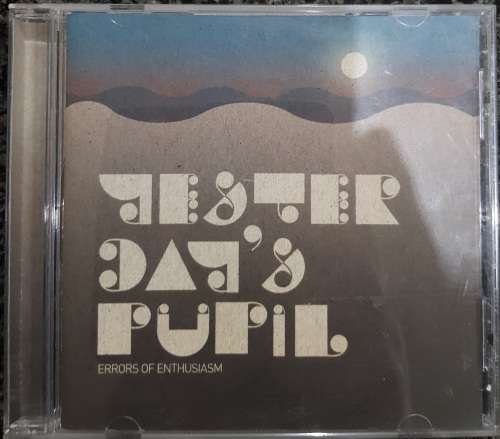 YESTER
DAY'S
PUPIL
ERRORS OF ENTHUSIASM